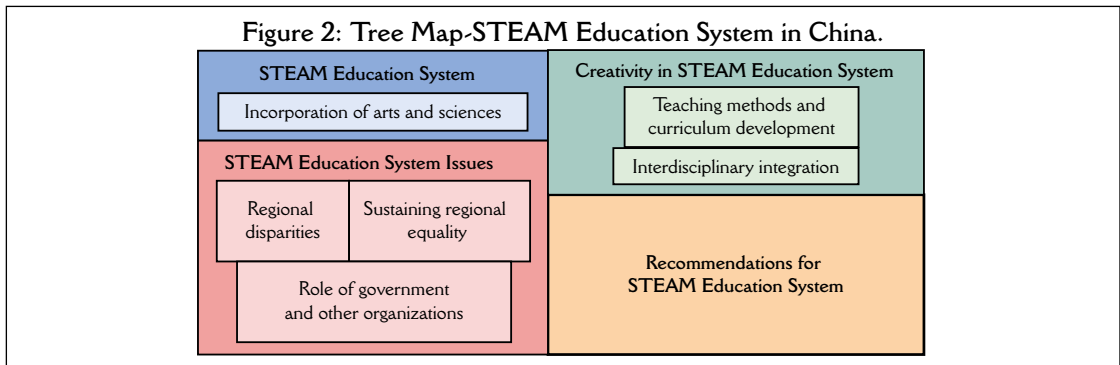 Figure 2: Tree Map-STEAM Education System in China.
STEAM Education System
Incorporation of arts and sciences
STEAM Education System Issues
Regional
disparities
Sustaining regional
equality
Role of government
and other organizations
Creativity in STEAM Education System
Teaching methods and
curriculum development
Interdisciplinary integration
Recommendations for
STEAM Education System